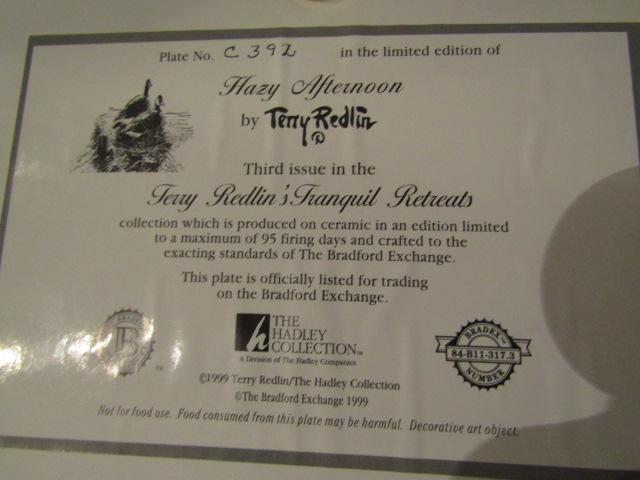 Plate No. C 392 in the limited edition of
Hazy Afternoon
by Terry Redlin
Third issue in the
Terry Redlin's Tranquil Retreats
collection which is produced on ceramic in an edition limited
to a maximum of 95 firing days and crafted to the
exacting standards of The Bradford Exchange.
This plate is officially listed for trading
on the Bradford Exchange.
B
TM
h
THE
HADLEY
COLLECTION™
A Division of The Hadley Companies
BRADEX™
84-B11-317.3
NUMBER
©1999 Terry Redlin/The Hadley Collection
©The Bradford Exchange 1999
Not for food use. Food consumed from this plate may be harmful. Decorative art object.